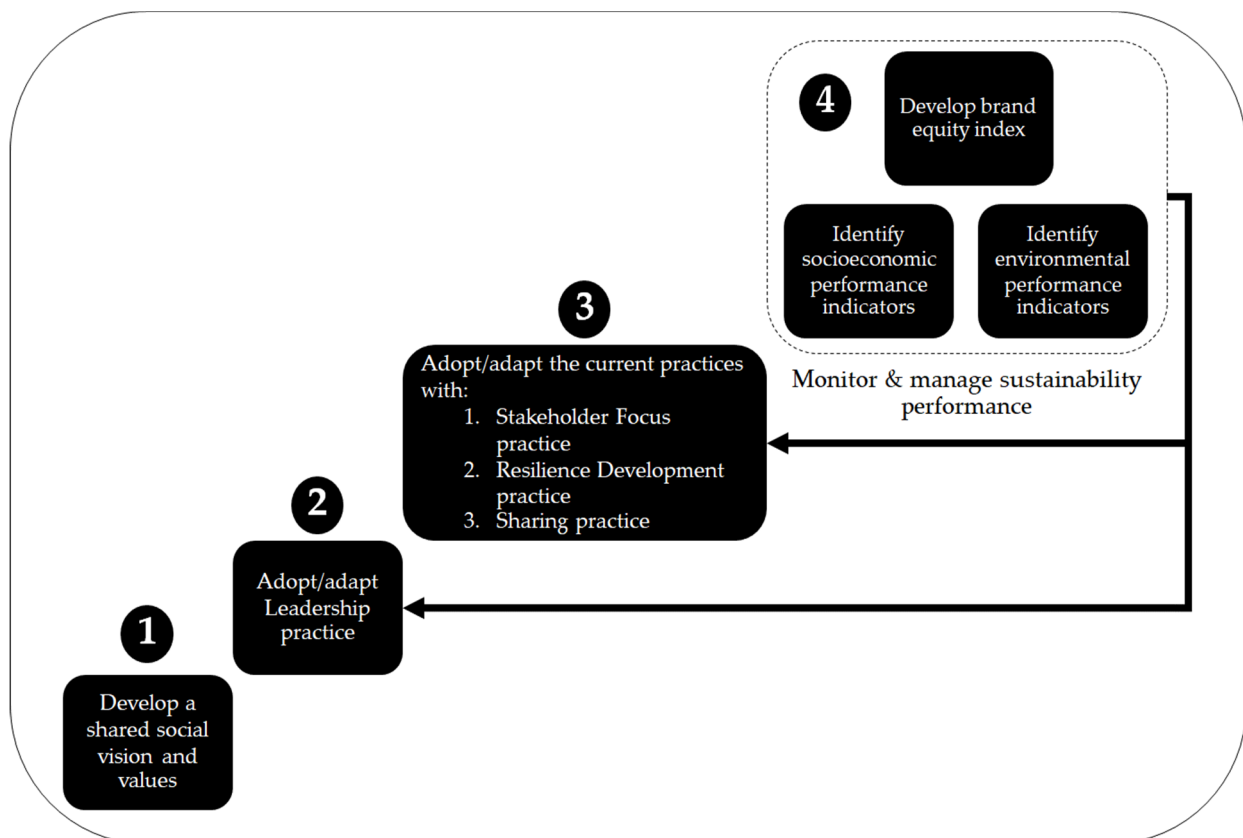 1
Develop a
shared social
vision and
values
2
Adopt/adapt
Leadership
practice
3
Adopt/adapt the current practices
with:
1. Stakeholder Focus
practice
2. Resilience Development
practice
3. Sharing practice
4
Develop brand
equity index
Identify
socioeconomic
performance
indicators
Identify
environmental
performance
indicators
Monitor & manage sustainability
performance